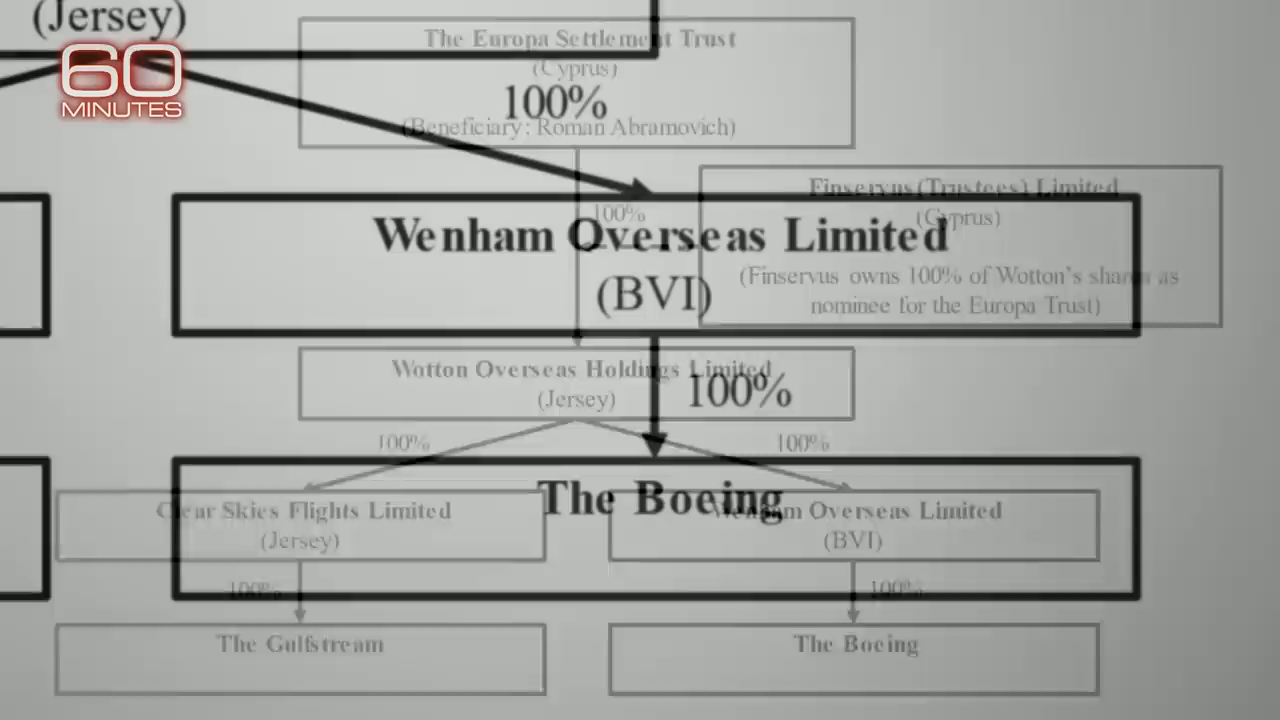 (Jersey)
60
MINUTES
The Europa Settlement Trust
(Cyprus)
100%
(Beneficiary: Roman Abramovich)
Finservus (Trustees) Limited
(Cyprus)
(Finservus owns 100% of Wotton's shares as
nominee for the Europa Trust)
100%
Wenham Overseas Limited
(BVI)
100%
Wotton Overseas Holdings Limited
(Jersey)
100%
100%
The Boeing
Clear Skies Flights Limited
(Jersey)
Wenham Overseas Limited
(BVI)
100%
100%
The Gulfstream
The Boeing